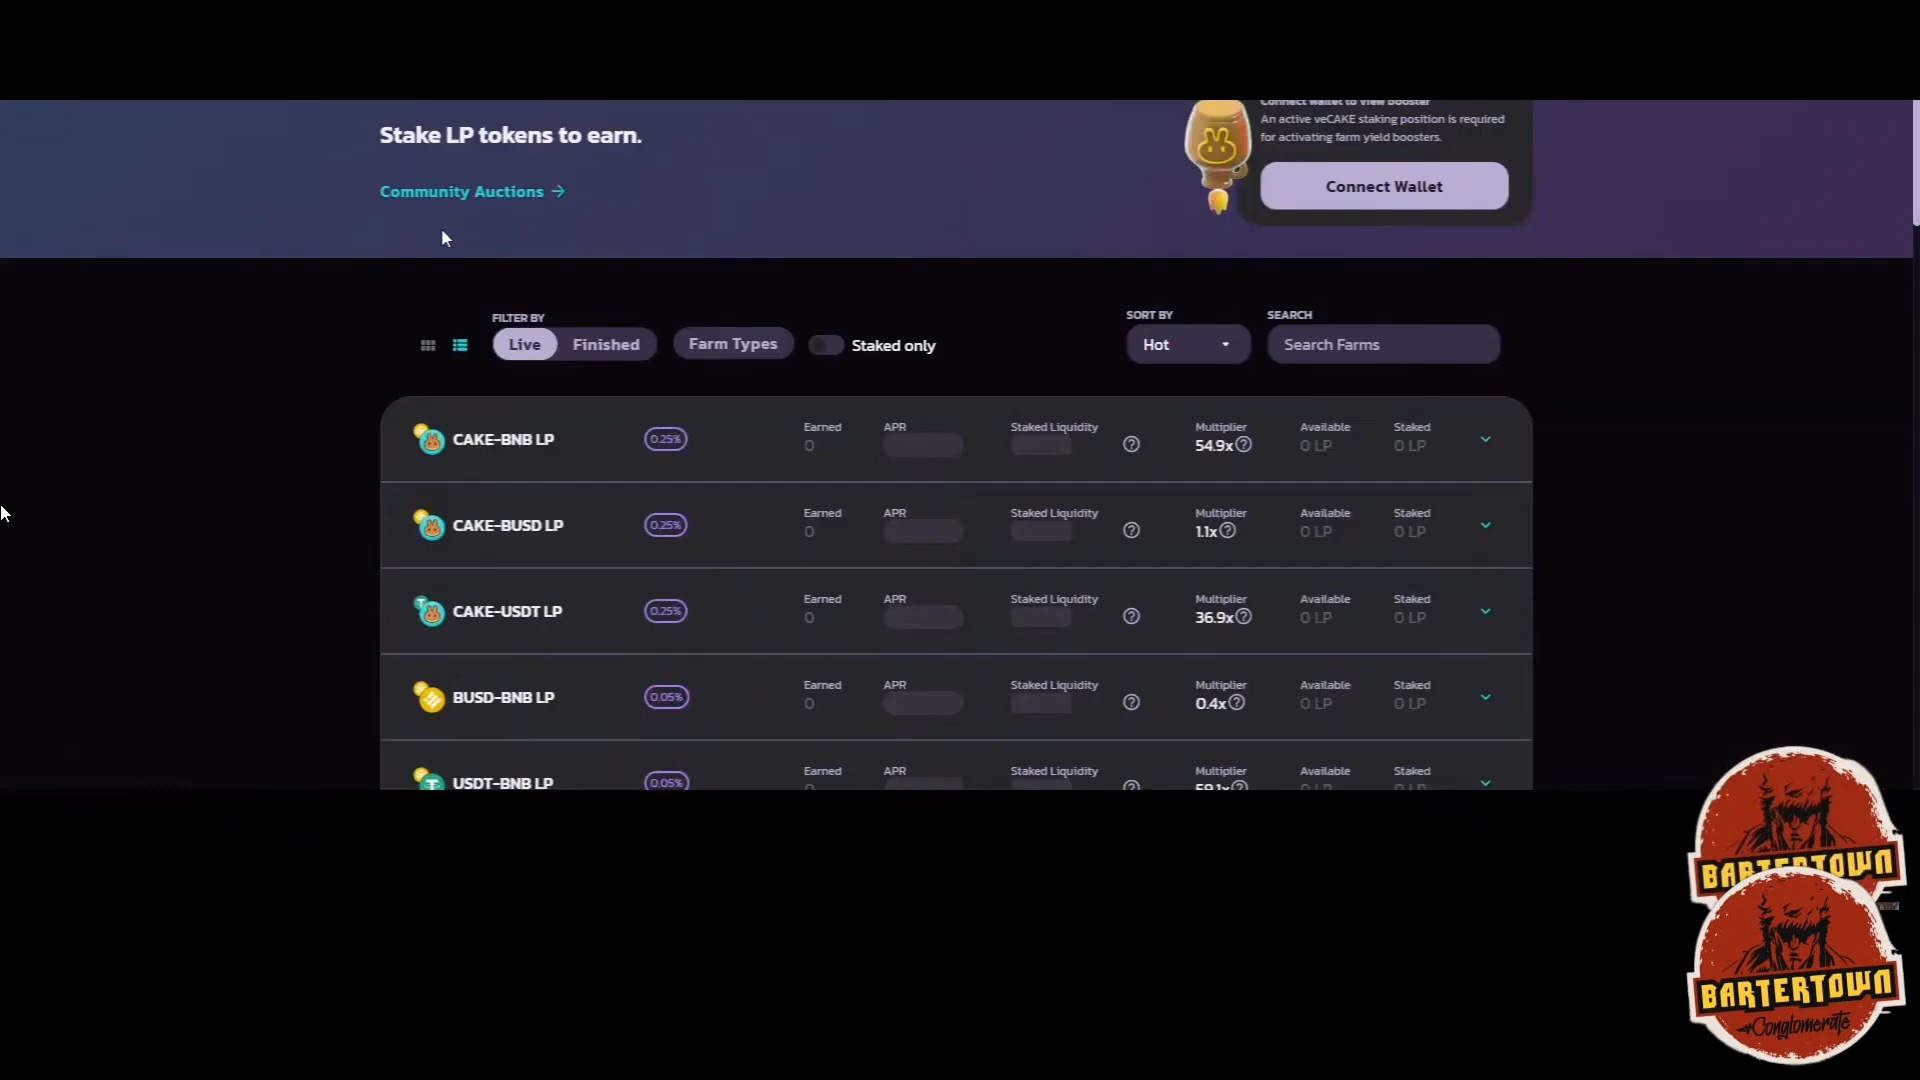 Connect wallet to view booster
Stake LP tokens to earn.
An active veCAKE staking position is required
for activating farm yield boosters.
Community Auctions
Connect Wallet
FILTER BY
SORT BY
SEARCH
Live
Finished
Farm Types
Staked only
Hot
Search Farms
CAKE-BNB LP 0.25% Earned APR Staked Liquidity Multiplier Available Staked
0 54.9x 0 LP 0 LP
CAKE-BUSD LP 0.25% Earned APR Staked Liquidity Multiplier Available Staked
0 1.1x 0 LP 0 LP
CAKE-USDT LP 0.25% Earned APR Staked Liquidity Multiplier Available Staked
0 36.9x 0 LP 0 LP
BUSD-BNB LP 0.05% Earned APR Staked Liquidity Multiplier Available Staked
0 0.4x 0 LP 0 LP
USDT-BNB LP 0.05% Earned APR Staked Liquidity Multiplier Available Staked
BARTERTOWN
BARTERTOWN
Conglomerate